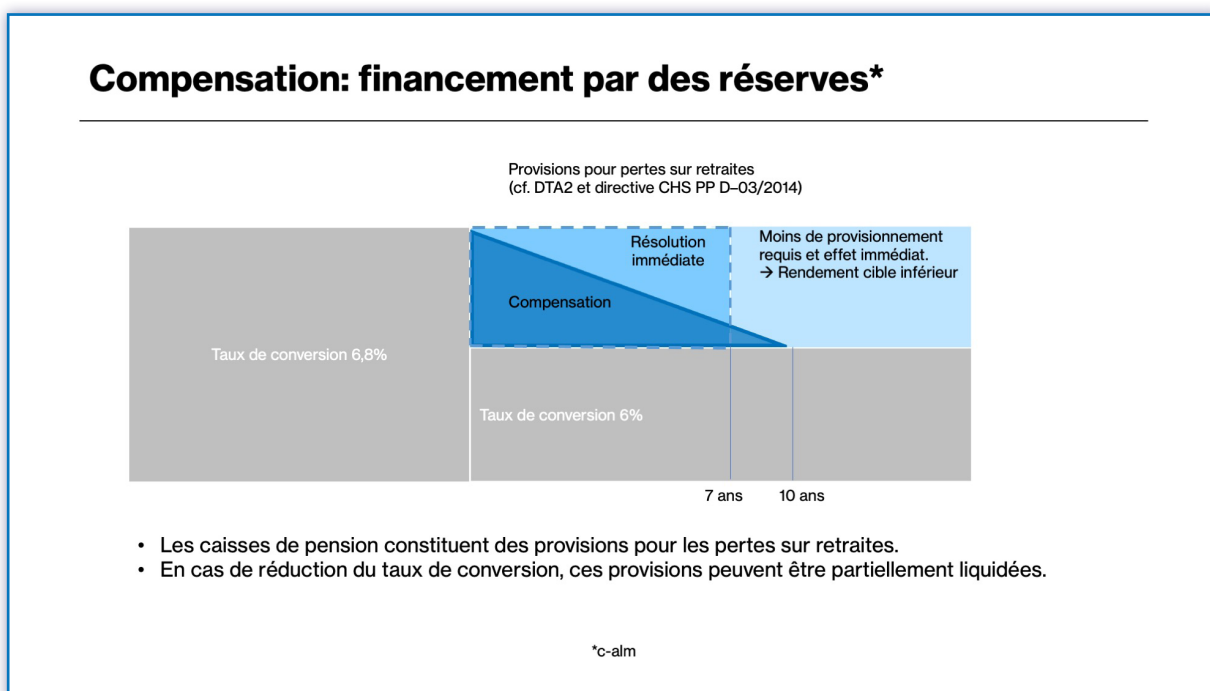 Compensation: financement par des réserves*
Provisions pour pertes sur retraites
(cf. DTA2 et directive CHS PP D–03/2014)
Résolution
immédiate
Moins de provisionnement
requis et effet immédiat.
→ Rendement cible inférieur
Compensation
Taux de conversion 6,8%
Taux de conversion 6%
7 ans
10 ans
• Les caisses de pension constituent des provisions pour les pertes sur retraites.
• En cas de réduction du taux de conversion, ces provisions peuvent être partiellement liquidées.
*c-alm